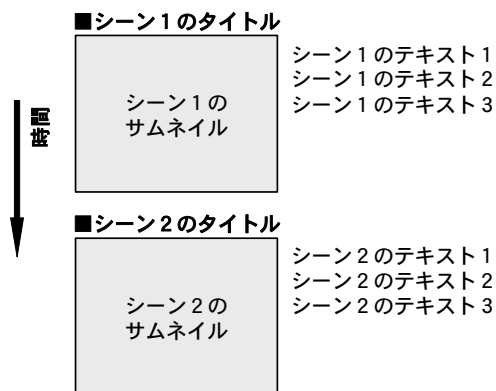 ■シーン1のタイトル
シーン1の
サムネイル
シーン1のテキスト1
シーン1のテキスト2
シーン1のテキスト3
時間
■シーン2のタイトル
シーン2の
サムネイル
シーン2のテキスト1
シーン2のテキスト2
シーン2のテキスト3